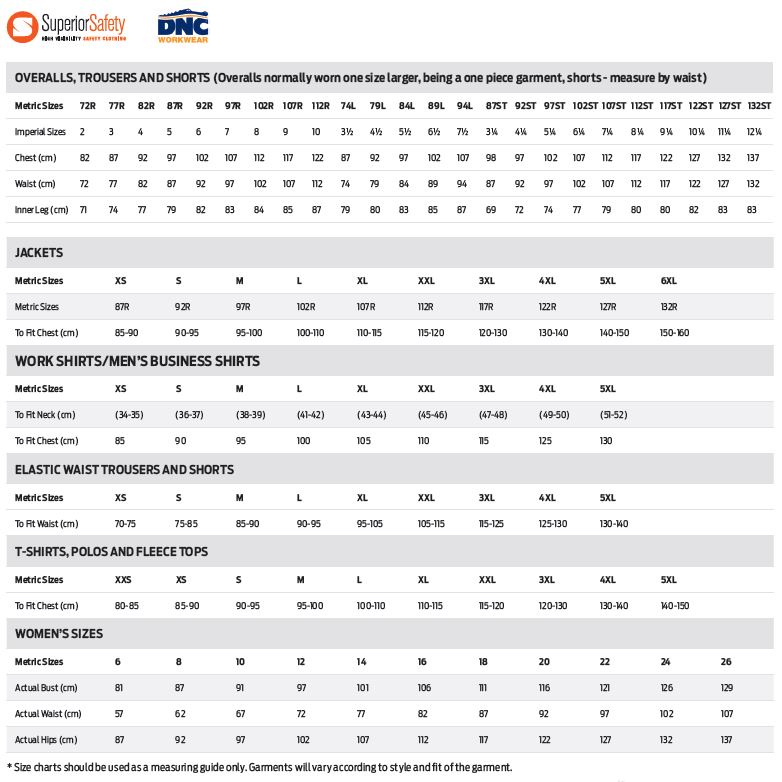 SuperiorSafety
HIGH VISIBILITY SAFETY CLOTHING
DNC
WORKWEAR
OVERALLS, TROUSERS AND SHORTS (Overalls normally worn one size larger, being a one piece garment, shorts - measure by waist)
Metric Sizes 72R 77R 82R 87R 92R 97R 102R 107R 112R 74L 79L 84L 89L 94L 87ST 92ST 97ST 102ST 107ST 112ST 117ST 122ST 127ST 132ST
Imperial Sizes 2 3 4 5 6 7 8 9 10 3½ 4½ 5½ 6½ 7½ 3¼ 4¼ 5¼ 6¼ 7¼ 8¼ 9¼ 10¼ 11¼ 12¼
Chest (cm) 82 87 92 97 102 107 112 117 122 87 92 97 102 107 98 97 102 107 112 117 122 127 132 137
Waist (cm) 72 77 82 87 92 97 102 107 112 74 79 84 89 94 87 92 97 102 107 112 117 122 127 132
Inner Leg (cm) 71 74 77 79 82 83 84 85 87 79 80 83 85 87 69 72 74 77 79 80 80 82 83 83
JACKETS
Metric Sizes XS S M L XL XXL 3XL 4XL 5XL 6XL
Metric Sizes 87R 92R 97R 102R 107R 112R 117R 122R 127R 132R
To Fit Chest (cm) 85-90 90-95 95-100 100-110 110-115 115-120 120-130 130-140 140-150 150-160
WORK SHIRTS/MEN'S BUSINESS SHIRTS
Metric Sizes XS S M L XL XXL 3XL 4XL 5XL
To Fit Neck (cm) (34-35) (36-37) (38-39) (41-42) (43-44) (45-46) (47-48) (49-50) (51-52)
To Fit Chest (cm) 85 90 95 100 105 110 115 125 130
ELASTIC WAIST TROUSERS AND SHORTS
Metric Sizes XS S M L XL XXL 3XL 4XL 5XL
To Fit Waist (cm) 70-75 75-85 85-90 90-95 95-105 105-115 115-125 125-130 130-140
T-SHIRTS, POLOS AND FLEECE TOPS
Metric Sizes XXS XS S M L XL XXL 3XL 4XL 5XL
To Fit Chest (cm) 80-85 85-90 90-95 95-100 100-110 110-115 115-120 120-130 130-140 140-150
WOMEN'S SIZES
Metric Sizes 6 8 10 12 14 16 18 20 22 24 26
Actual Bust (cm) 81 87 91 97 101 106 111 116 121 126 129
Actual Waist (cm) 57 62 67 72 77 82 87 92 97 102 107
Actual Hips (cm) 87 92 97 102 107 112 117 122 127 132 137
* Size charts should be used as a measuring guide only. Garments will vary according to style and fit of the garment.